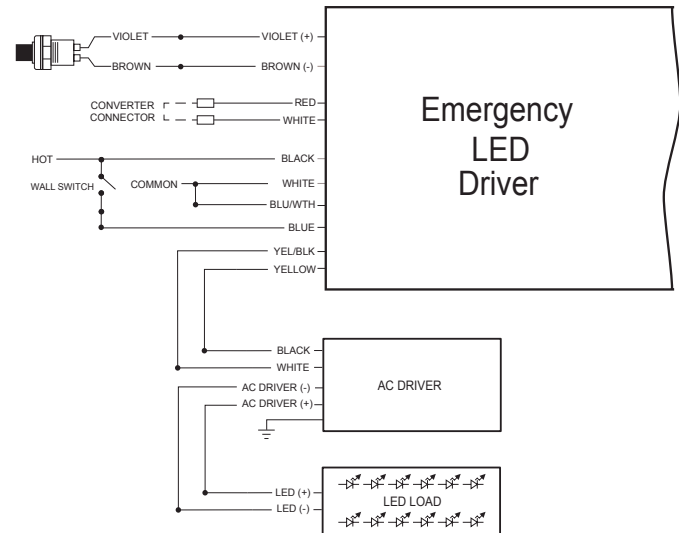 VIOLET VIOLET (+)
BROWN BROWN (-)
CONVERTER
CONNECTOR
RED
WHITE
Emergency
LED
Driver
HOT
BLACK
WALL SWITCH
COMMON
WHITE
BLU/WTH
BLUE
YEL/BLK
YELLOW
BLACK
WHITE
AC DRIVER (-)
AC DRIVER (+)
AC DRIVER
LED (+)
LED (-)
LED LOAD